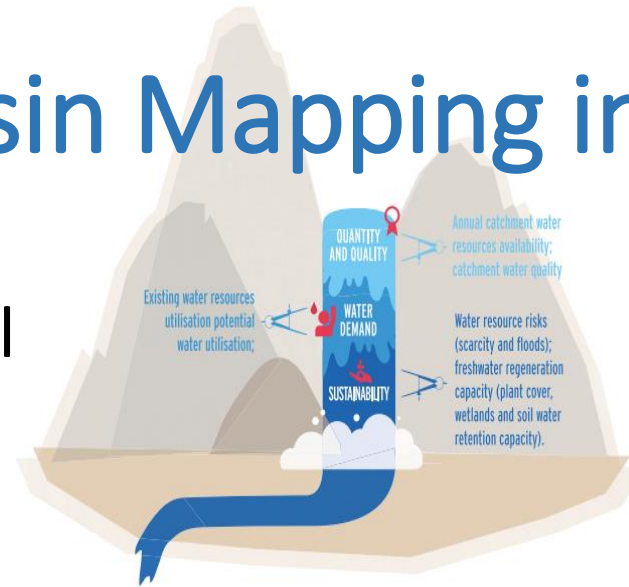 sin Mapping in
QUANTITY
AND QUALITY
Annual catchment water
resources availability;
catchment water quality
Existing water resources
utilisation potential
water utilisation;
WATER
DEMAND
Water resource risks
(scarcity and floods);
freshwater regeneration
capacity (plant cover,
wetlands and soil water
retention capacity).
SUSTAINABILITY
l